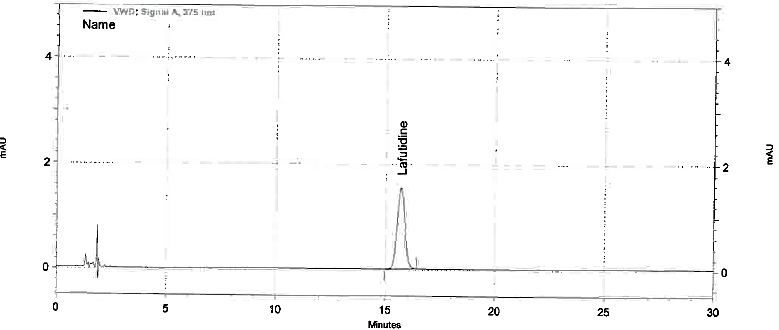 VWD: Signal A, 275 nm
Name
4
4
mAU
mAU
Lafutidine
2
2
0
0
0 5 10 15 20 25 30
Minutes